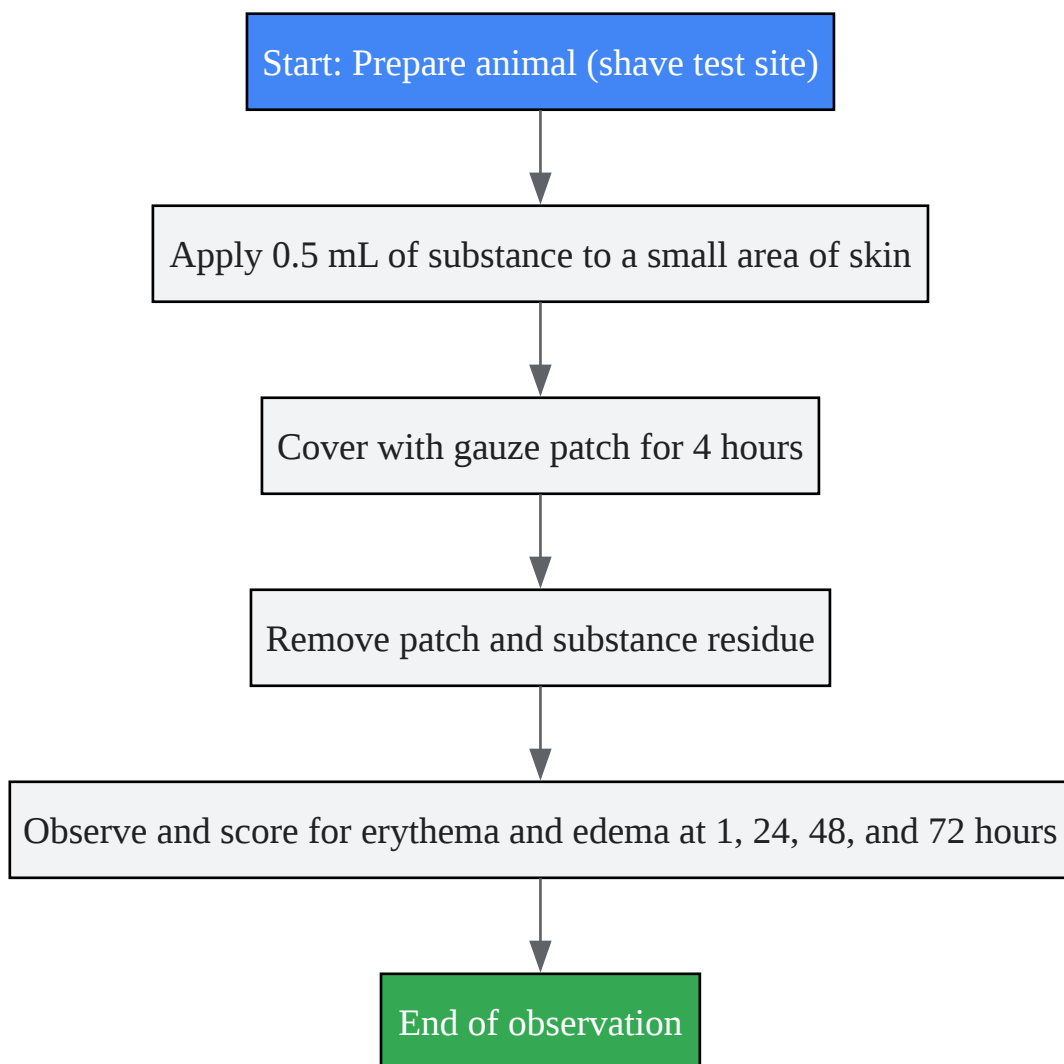 Start: Prepare animal (shave test site)
Apply 0.5 mL of substance to a small area of skin
Cover with gauze patch for 4 hours
Remove patch and substance residue
Observe and score for erythema and edema at 1, 24, 48, and 72 hours
End of observation